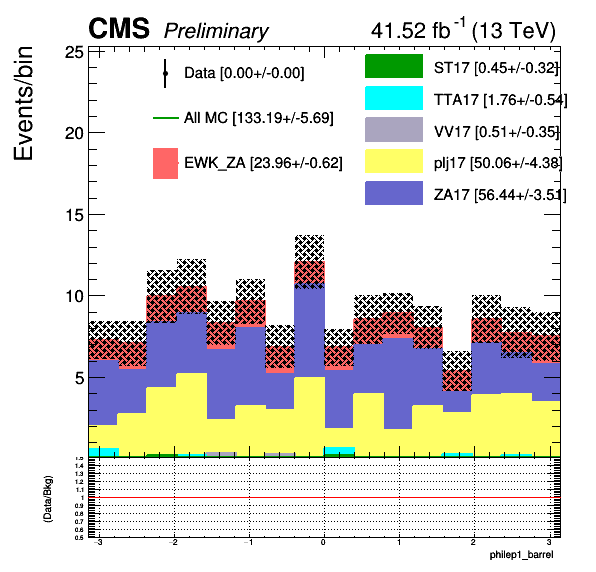 CMS Preliminary 41.52 fb⁻¹ (13 TeV)
Events/bin
25
20
15
10
5
Data [0.00+/-0.00]
All MC [133.19+/-5.69]
EWK_ZA [23.96+/-0.62]
ST17 [0.45+/-0.32]
TTA17 [1.76+/-0.54]
VV17 [0.51+/-0.35]
plj17 [50.06+/-4.38]
ZA17 [56.44+/-3.51]
(Data/Bkg)
1.5
1.4
1.3
1.2
1.1
1
0.9
0.8
0.7
0.6
0.5
−3 −2 −1 0 1 2 3
philep1_barrel